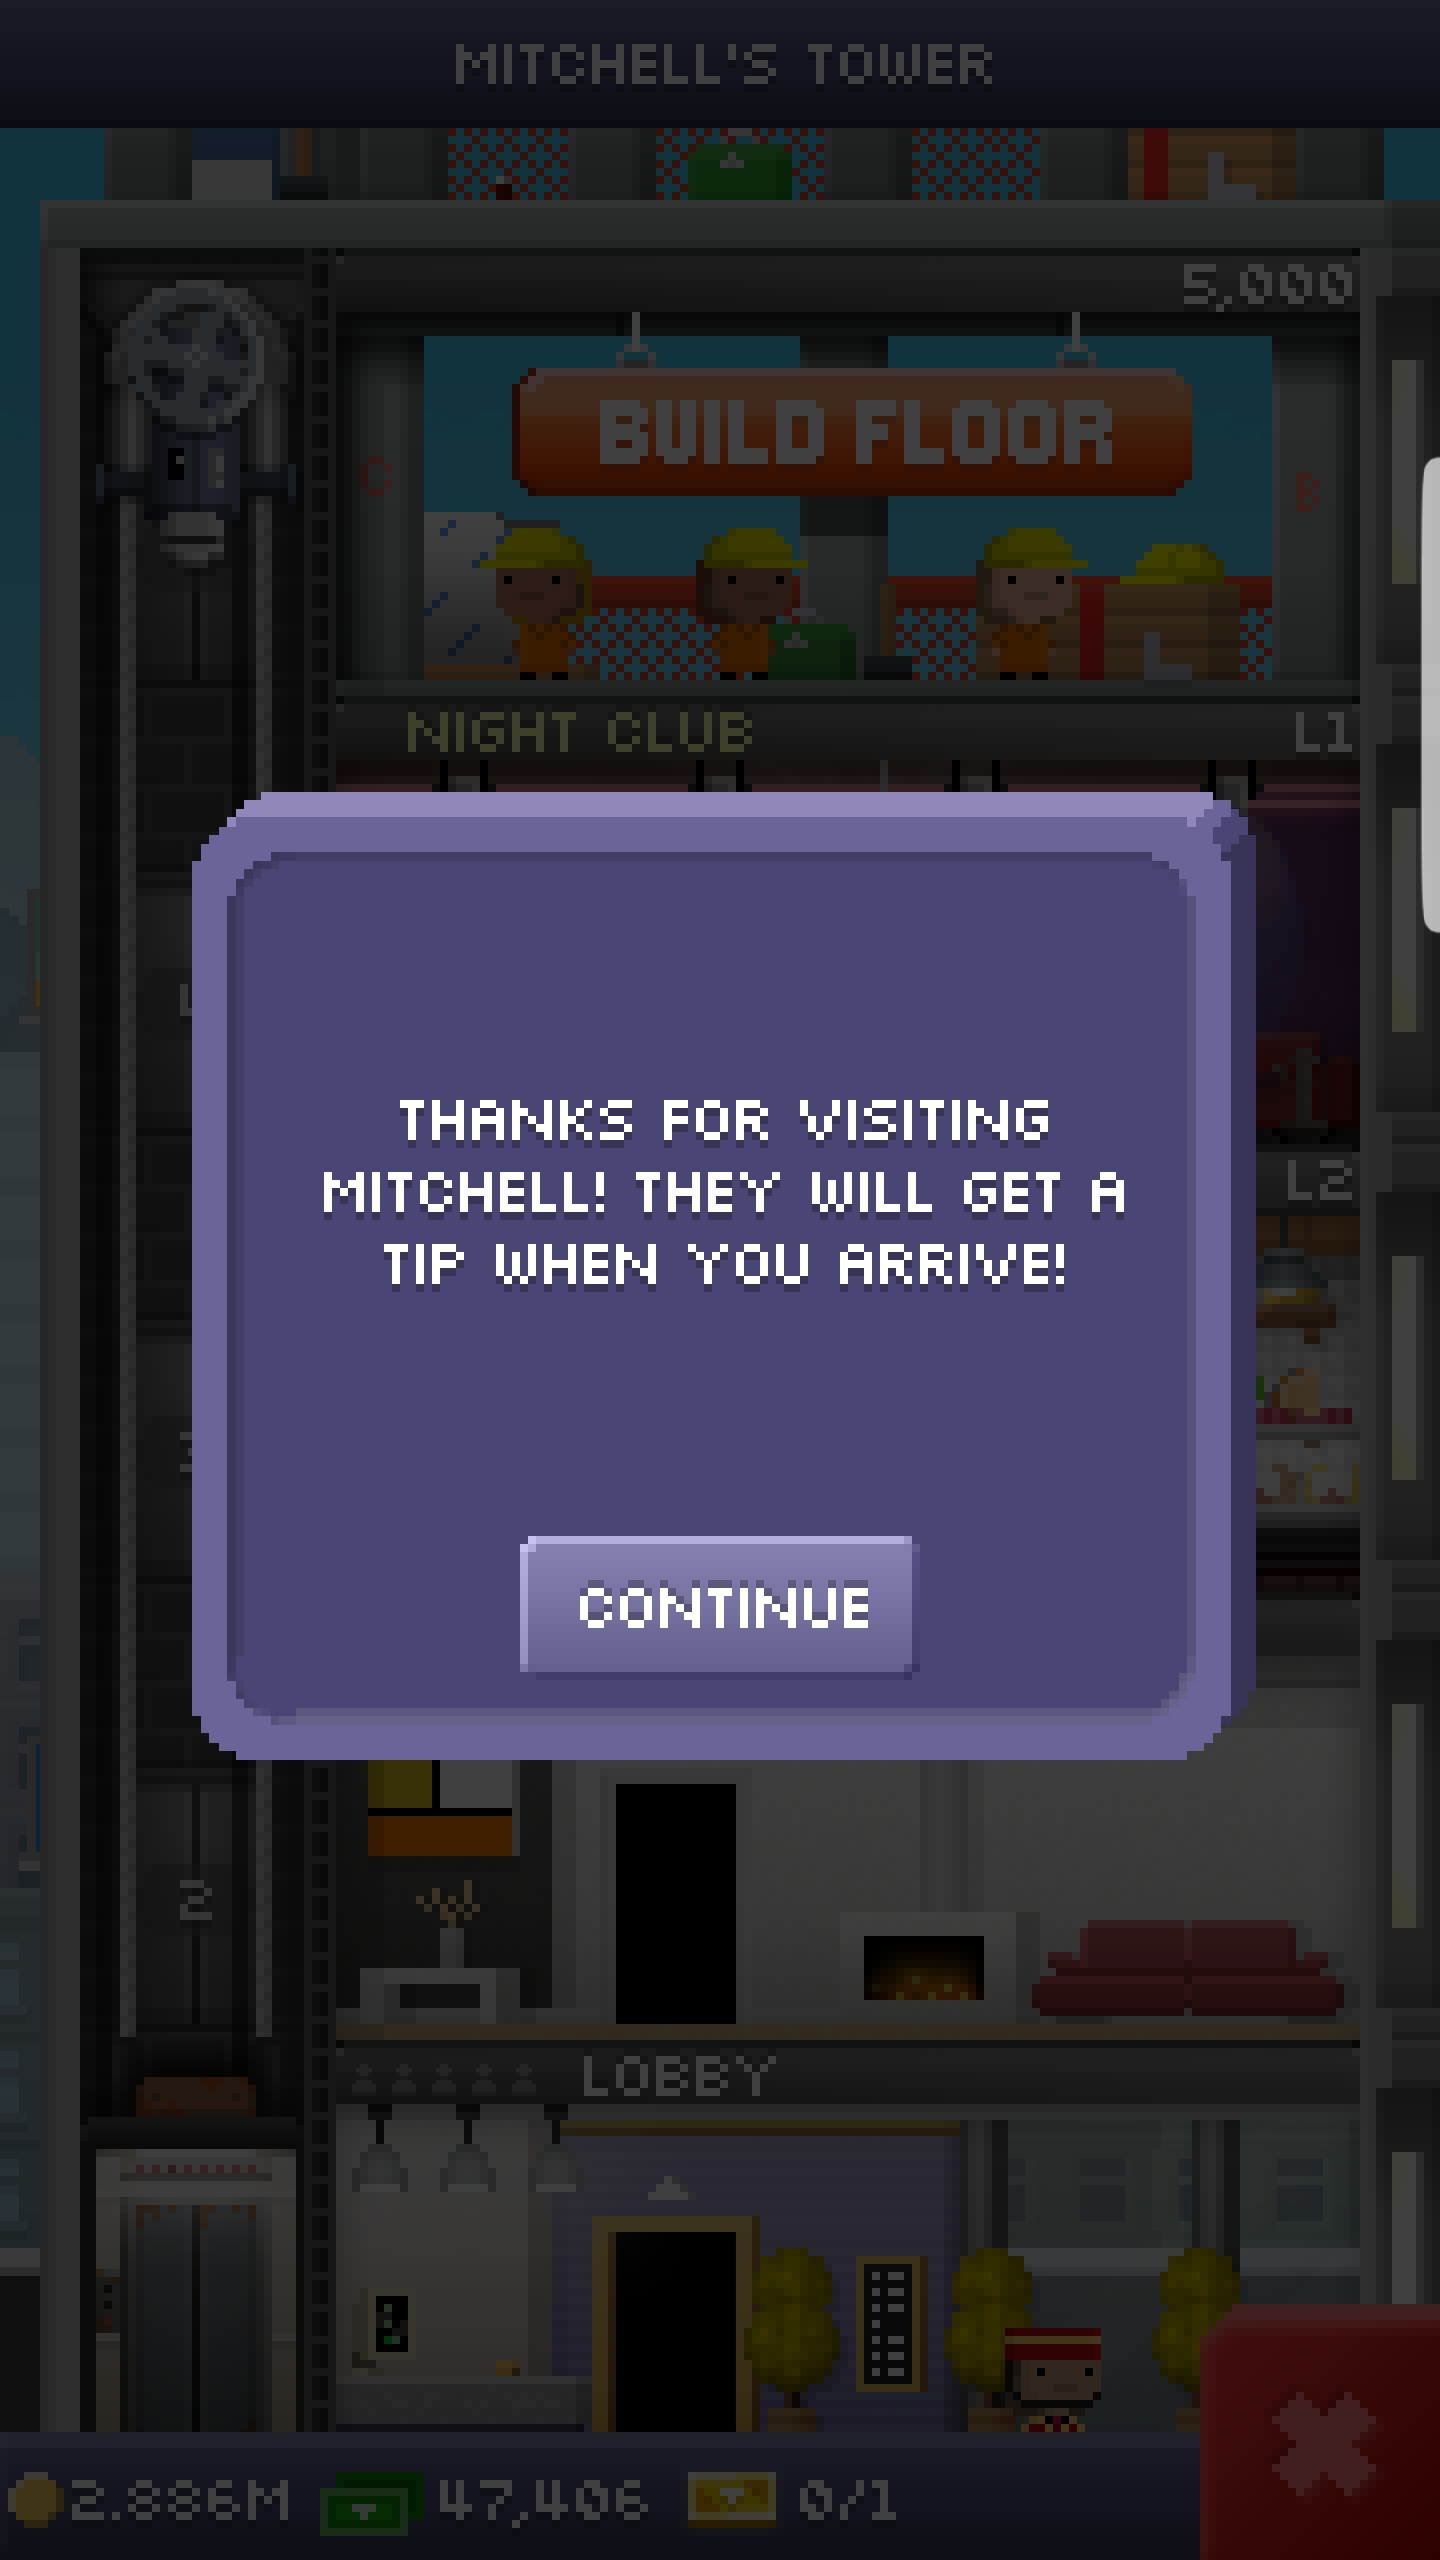 MITCHELL'S TOWER
5,000
C
BUILD FLOOR
B
NIGHT CLUB L1
THANKS FOR VISITING
MITCHELL! THEY WILL GET A
TIP WHEN YOU ARRIVE!
L2
CONTINUE
2
LOBBY
2.886M 47,406 0/1